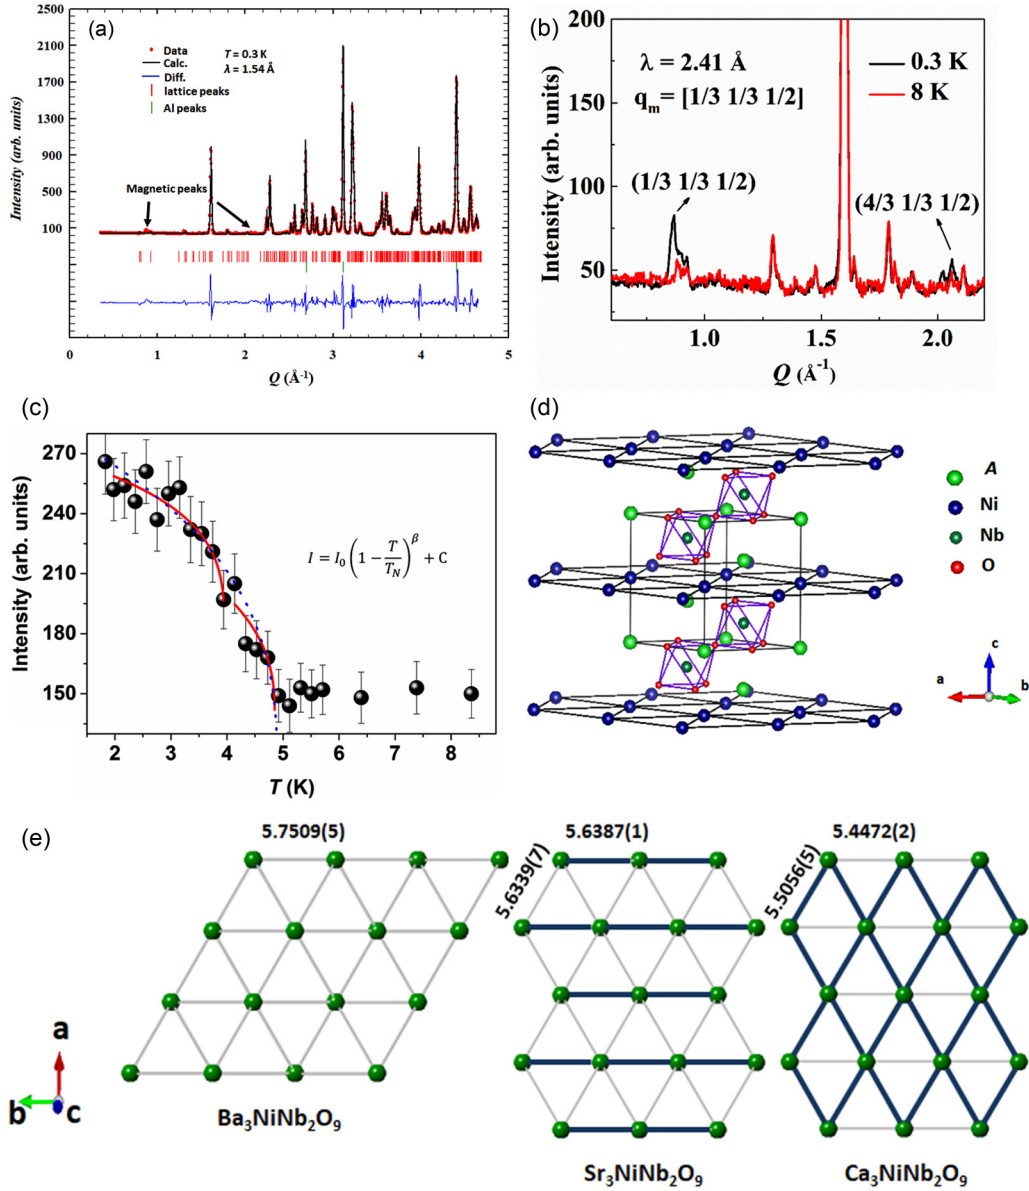 (a)
2500
1700
1300
900
500
100
Intensity (arb. units)
Data
Calc.
Diff.
lattice peaks
Al peaks
T = 0.3 K
λ = 1.54 Å
Magnetic peaks
0 1 2 3 4 5
Q (Å-1)
(b)
200
150
100
50
Intensity (arb. units)
λ = 2.41 Å
qm= [1/3 1/3 1/2]
0.3 K
8 K
(1/3 1/3 1/2)
(4/3 1/3 1/2)
1.0 1.5 2.0
Q (Å-1)
(c)
270
240
210
180
150
Intensity (arb. units)
I = I0 (1 − T/TN)β + C
2 3 4 5 6 7 8
T (K)
(d)
A
Ni
Nb
O
c
a b
(e)
5.7509(5)
5.6387(1)
5.6339(7)
5.4472(2)
5.5056(5)
a
b c
Ba3NiNb2O9
Sr3NiNb2O9
Ca3NiNb2O9